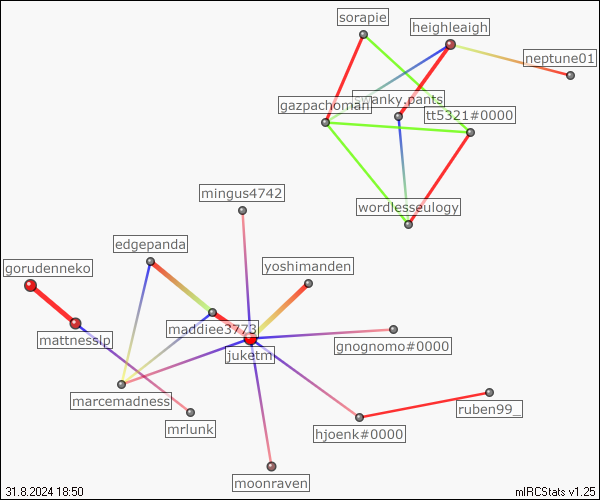 sorapie
heighleaigh
neptune01
swanky.pants
gazpachoman
tt5321#0000
mingus4742
wordlesseulogy
edgepanda
gorudenneko
yoshimanden
maddiee3773
mattnesslp
gnognomo#0000
juketm
marcemadness
ruben99_
mrlunk
hjoenk#0000
moonraven
31.8.2024 18:50
mIRCStats v1.25